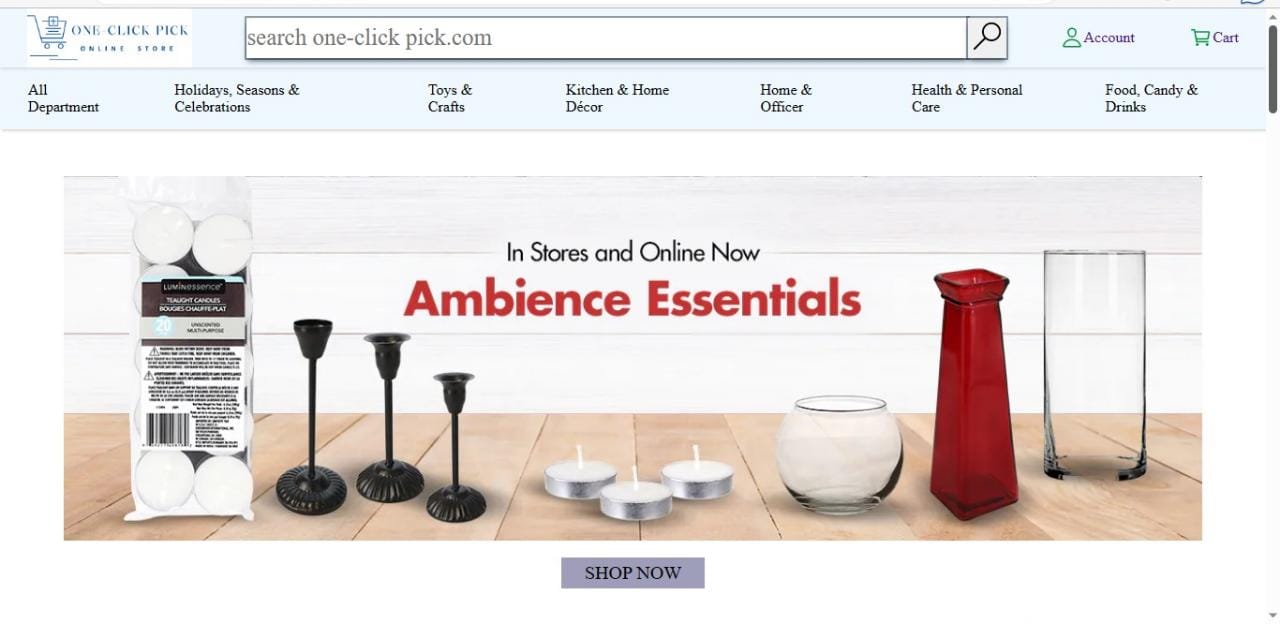 ONE-CLICK PICK
ONLINE STORE
search one-click pick.com
Account
Cart
All
Department
Holidays, Seasons &
Celebrations
Toys &
Crafts
Kitchen & Home
Décor
Home &
Officer
Health & Personal
Care
Food, Candy &
Drinks
In Stores and Online Now
Ambience Essentials
LUMINessence
TEALIGHT CANDLES
BOUGIES CHAUFFE-PLAT
20
UNSCENTED
MULTI-PURPOSE
SHOP NOW